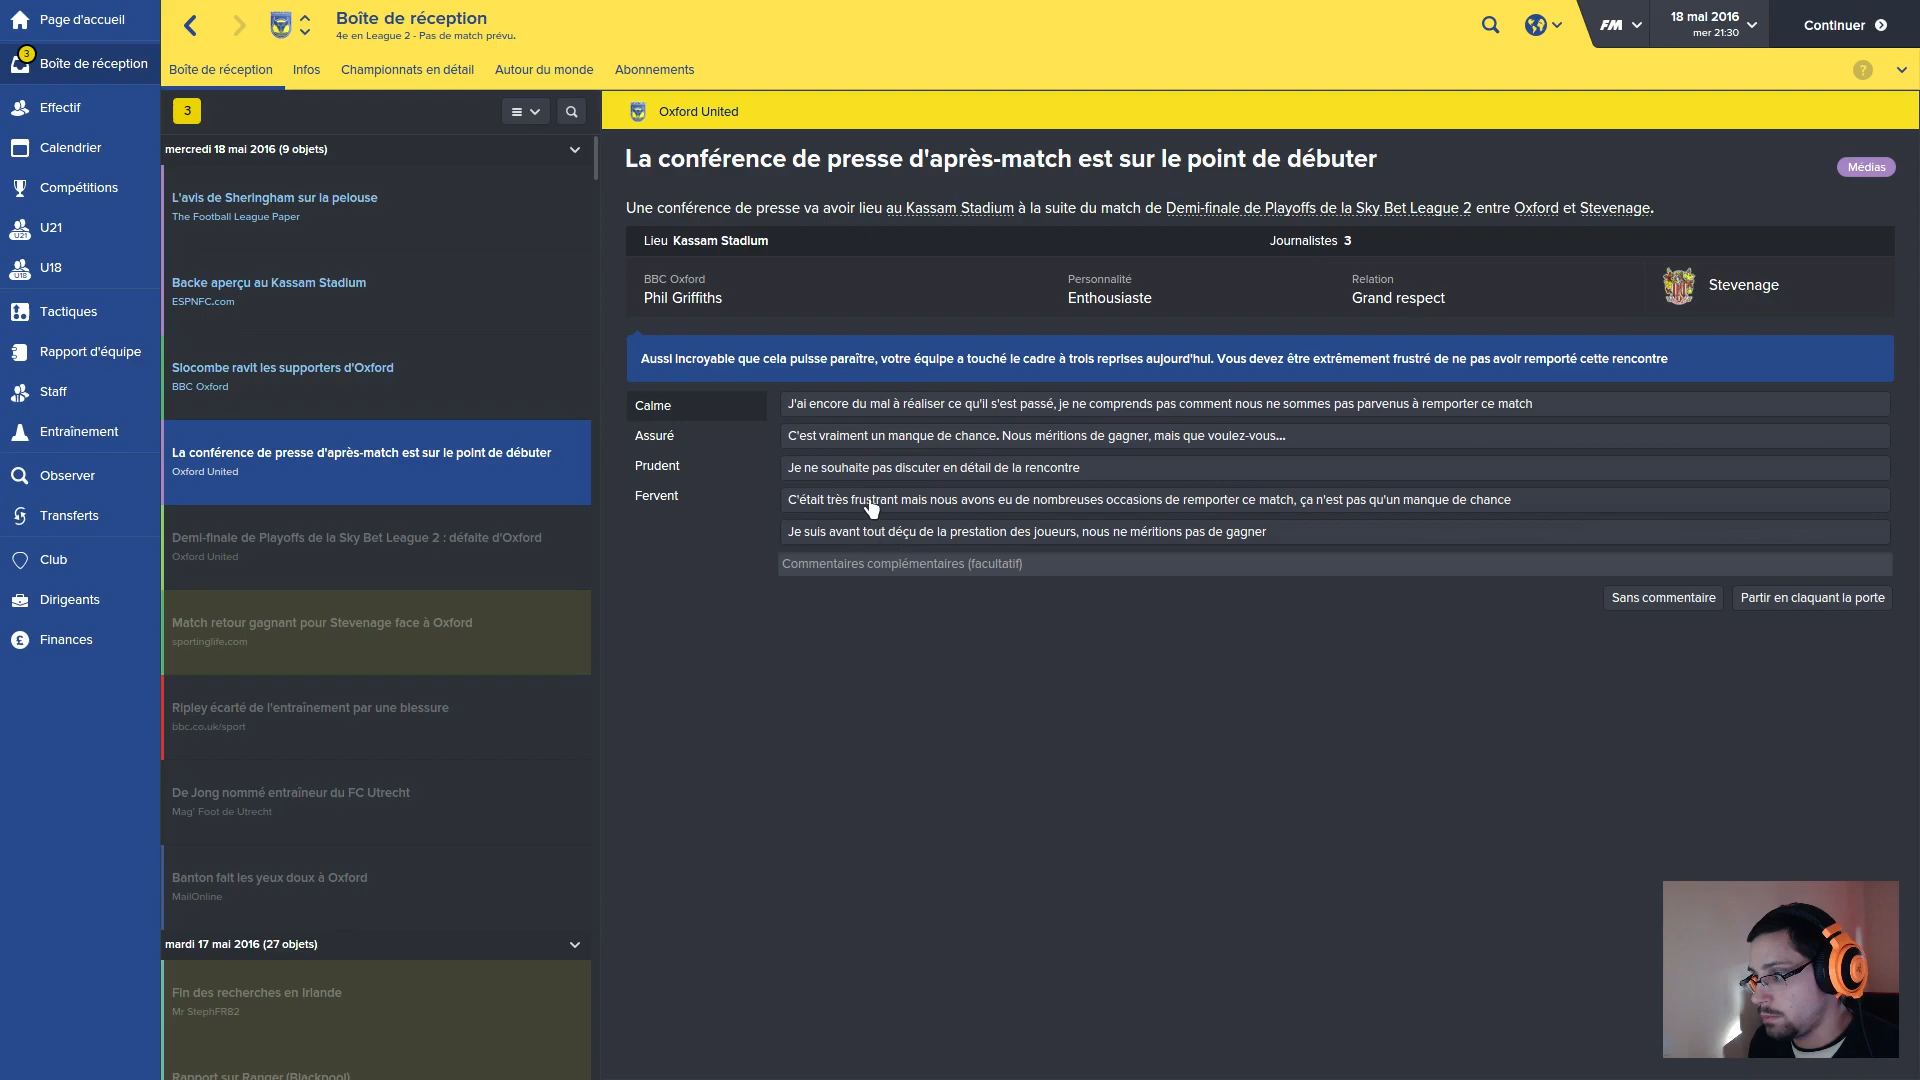 Page d'accueil
3
Boîte de réception
Effectif
Calendrier
Compétitions
U21
U21
U18
U18
Tactiques
Rapport d'équipe
Staff
Entraînement
Observer
Transferts
Club
Dirigeants
Finances
Boîte de réception
4e en League 2 - Pas de match prévu.
FM
18 mai 2016
mer 21:30
Continuer
Boîte de réception
Infos
Championnats en détail
Autour du monde
Abonnements
?
3
mercredi 18 mai 2016 (9 objets)
L'avis de Sheringham sur la pelouse
The Football League Paper
Backe aperçu au Kassam Stadium
ESPNFC.com
Slocombe ravit les supporters d'Oxford
BBC Oxford
La conférence de presse d'après-match est sur le point de débuter
Oxford United
Demi-finale de Playoffs de la Sky Bet League 2 : défaite d'Oxford
Oxford United
Match retour gagnant pour Stevenage face à Oxford
sportinglife.com
Ripley écarté de l'entraînement par une blessure
bbc.co.uk/sport
De Jong nommé entraîneur du FC Utrecht
Mag' Foot de Utrecht
Banton fait les yeux doux à Oxford
MailOnline
mardi 17 mai 2016 (27 objets)
Fin des recherches en Irlande
Mr StephFR82
Rapport sur Ranger (Blackpool)
Oxford United
La conférence de presse d'après-match est sur le point de débuter
Médias
Une conférence de presse va avoir lieu au Kassam Stadium à la suite du match de Demi-finale de Playoffs de la Sky Bet League 2 entre Oxford et Stevenage.
Lieu Kassam Stadium
Journalistes 3
BBC Oxford
Phil Griffiths
Personnalité
Enthousiaste
Relation
Grand respect
Stevenage
Aussi incroyable que cela puisse paraître, votre équipe a touché le cadre à trois reprises aujourd'hui. Vous devez être extrêmement frustré de ne pas avoir remporté cette rencontre
Calme
Assuré
Prudent
Fervent
J'ai encore du mal à réaliser ce qu'il s'est passé, je ne comprends pas comment nous ne sommes pas parvenus à remporter ce match
C'est vraiment un manque de chance. Nous méritions de gagner, mais que voulez-vous...
Je ne souhaite pas discuter en détail de la rencontre
C'était très frustrant mais nous avons eu de nombreuses occasions de remporter ce match, ça n'est pas qu'un manque de chance
Je suis avant tout déçu de la prestation des joueurs, nous ne méritions pas de gagner
Commentaires complémentaires (facultatif)
Sans commentaire
Partir en claquant la porte